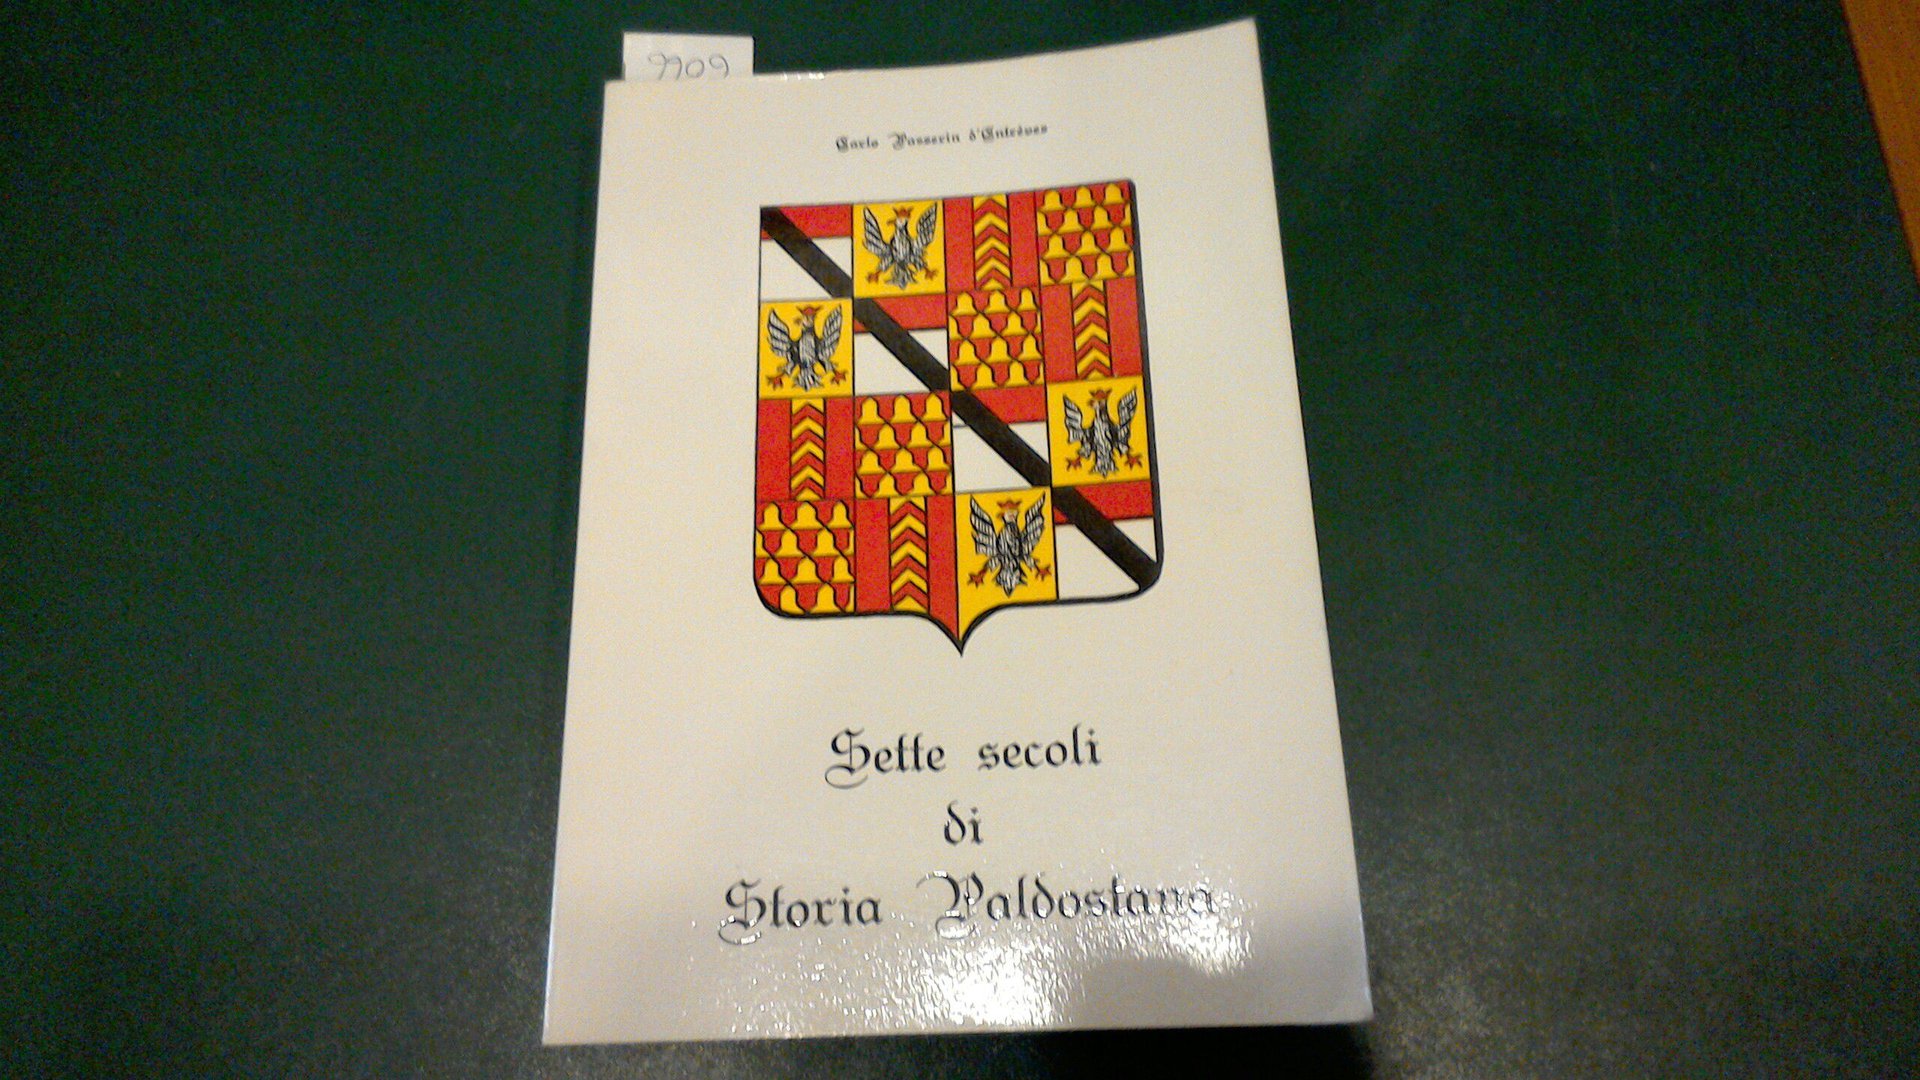 9909
Carlo Passerin d'Entrèves
Sette secoli
di
Storia Valdostana